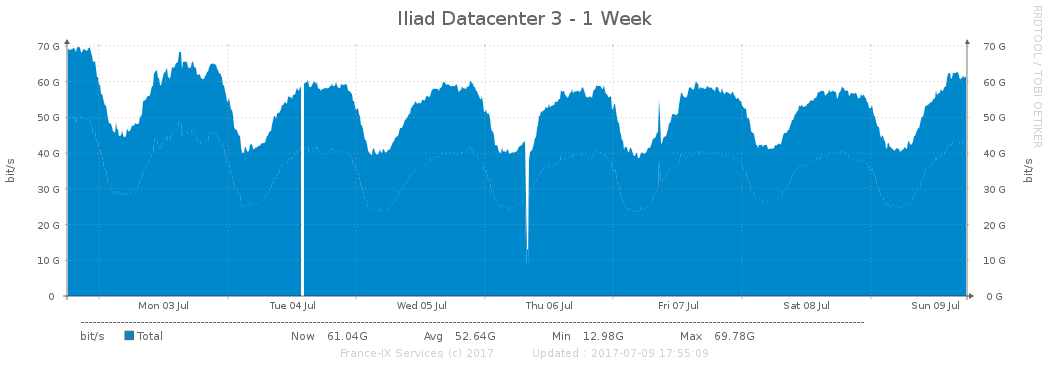 Iliad Datacenter 3 - 1 Week
RRDTOOL / TOBI OETIKER
70 G 70 G
60 G 60 G
50 G 50 G
40 G 40 G
30 G 30 G
20 G 20 G
10 G 10 G
0 0 G
bit/s bit/s
Mon 03 Jul Tue 04 Jul Wed 05 Jul Thu 06 Jul Fri 07 Jul Sat 08 Jul Sun 09 Jul
bit/s Total Now 61.04G Avg 52.64G Min 12.98G Max 69.78G
France-IX Services (c) 2017 Updated : 2017-07-09 17:55:09